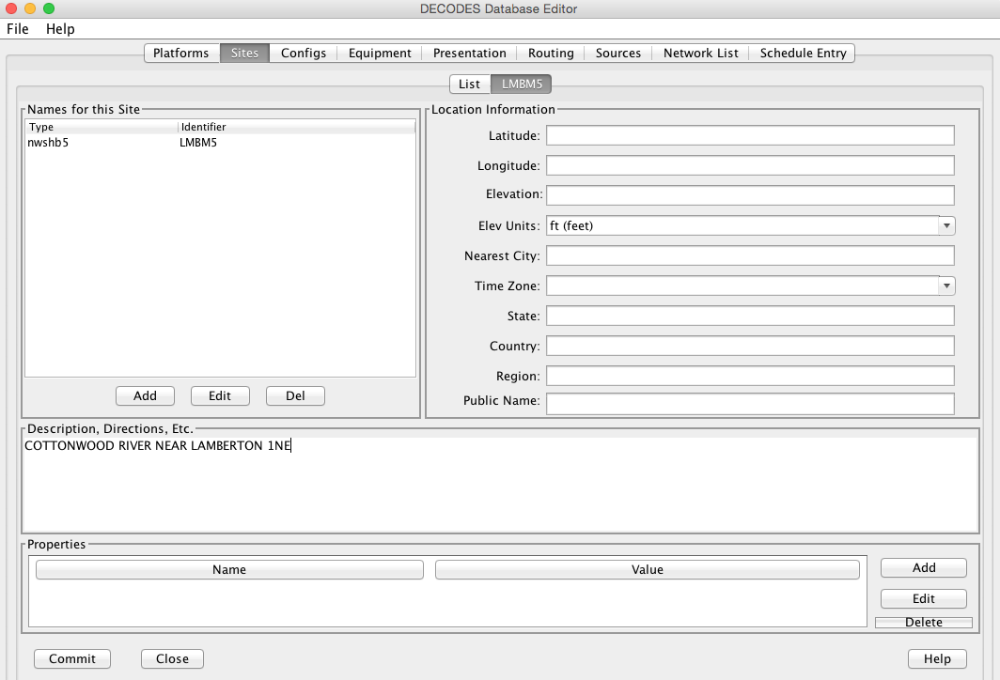 DECODES Database Editor
File Help
Platforms Sites Configs Equipment Presentation Routing Sources Network List Schedule Entry
List LMBM5
Names for this Site
Type Identifier
nwshb5 LMBM5
Add Edit Del
Location Information
Latitude:
Longitude:
Elevation:
Elev Units: ft (feet)
Nearest City:
Time Zone:
State:
Country:
Region:
Public Name:
Description, Directions, Etc.
COTTONWOOD RIVER NEAR LAMBERTON 1NE
Properties
Name Value
Add
Edit
Delete
Commit Close Help